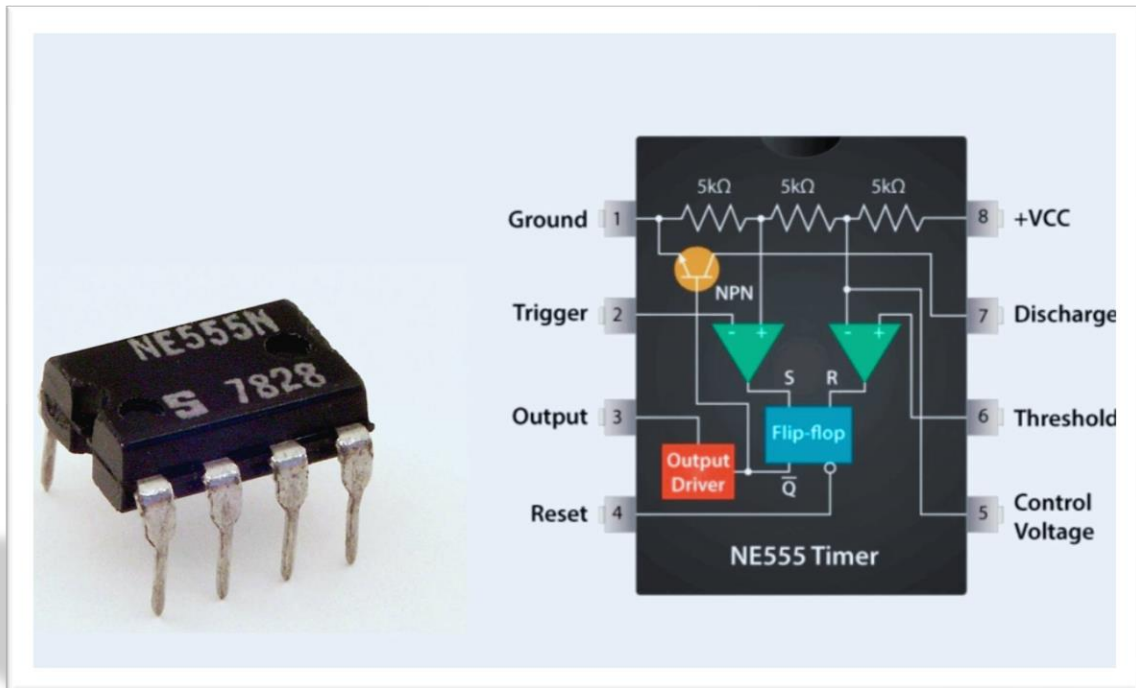 NE555N
S 7828
5kΩ 5kΩ 5kΩ
Ground 1
8 +VCC
NPN
Trigger 2
- +
- +
7 Discharge
S R
Output 3
Flip-flop
6 Threshold
Output
Driver
Q̅
Reset 4
5 Control
Voltage
NE555 Timer